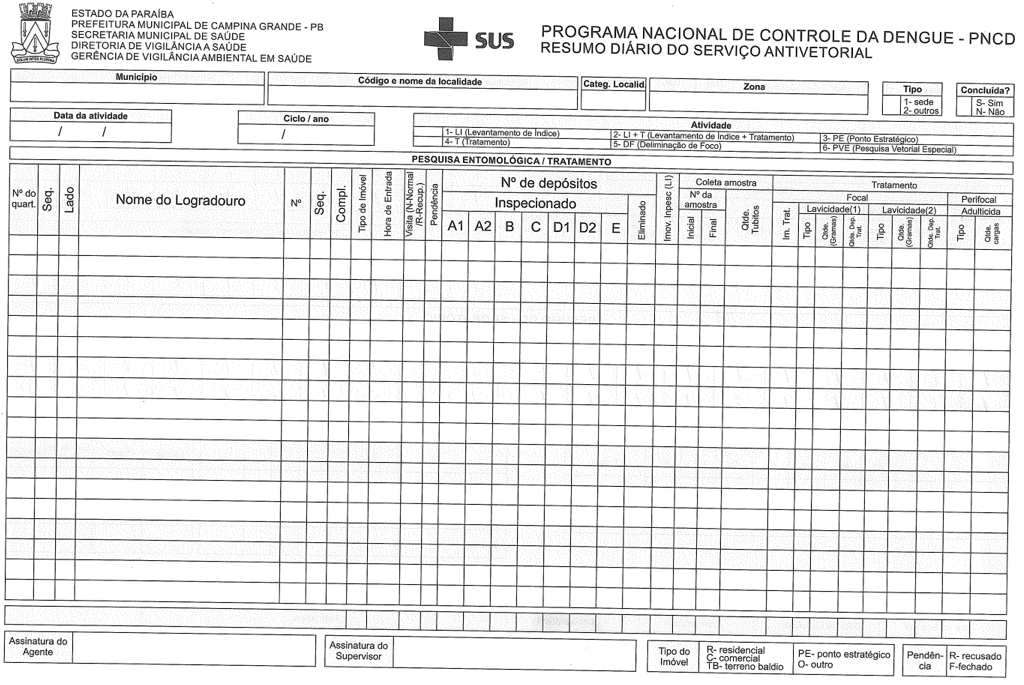 ESTADO DA PARAÍBA
PREFEITURA MUNICIPAL DE CAMPINA GRANDE - PB
SECRETARIA MUNICIPAL DE SAÚDE
DIRETORIA DE VIGILÂNCIA A SAÚDE
GERÊNCIA DE VIGILÂNCIA AMBIENTAL EM SAÚDE
SUS
PROGRAMA NACIONAL DE CONTROLE DA DENGUE - PNCD
RESUMO DIÁRIO DO SERVIÇO ANTIVETORIAL
Município
Código e nome da localidade
Categ. Localid.
Zona
Tipo
1- sede
2- outros
Concluída?
S- Sim
N- Não
Data da atividade
/ /
Ciclo / ano
/
Atividade
1- LI (Levantamento de Índice) 2- LI + T (Levantamento de Índice + Tratamento) 3- PE (Ponto Estratégico)
4- T (Tratamento) 5- DF (Deliminação de Foco) 6- PVE (Pesquisa Vetorial Especial)
PESQUISA ENTOMOLÓGICA / TRATAMENTO
Nº do
quart.
Seq.
Lado
Nome do Logradouro
Nº
Seq.
Compl.
Tipo de Imóvel
Hora de Entrada
Visita (N-Normal
/R-Recup.)
Pendência
Nº de depósitos
Inspecionado
A1 A2 B C D1 D2 E
Eliminado
Imov. Inpesc (LI)
Coleta amostra
Nº da
amostra
Inicial
Final
Qtde.
Tubitos
Tratamento
Focal
Im. Trat.
Lavicidade(1)
Tipo
Qtde.
(Gramas)
Qtde. Dep.
Trat.
Lavicidade(2)
Tipo
Qtde.
(Gramas)
Qtde. Dep.
Trat.
Perifocal
Adulticida
Tipo
Qtde.
cargas
Assinatura do
Agente
Assinatura do
Supervisor
Tipo do
Imóvel
R- residencial
C- comercial
TB- terreno baldio
PE- ponto estratégico
O- outro
Pendên-
cia
R- recusado
F-fechado